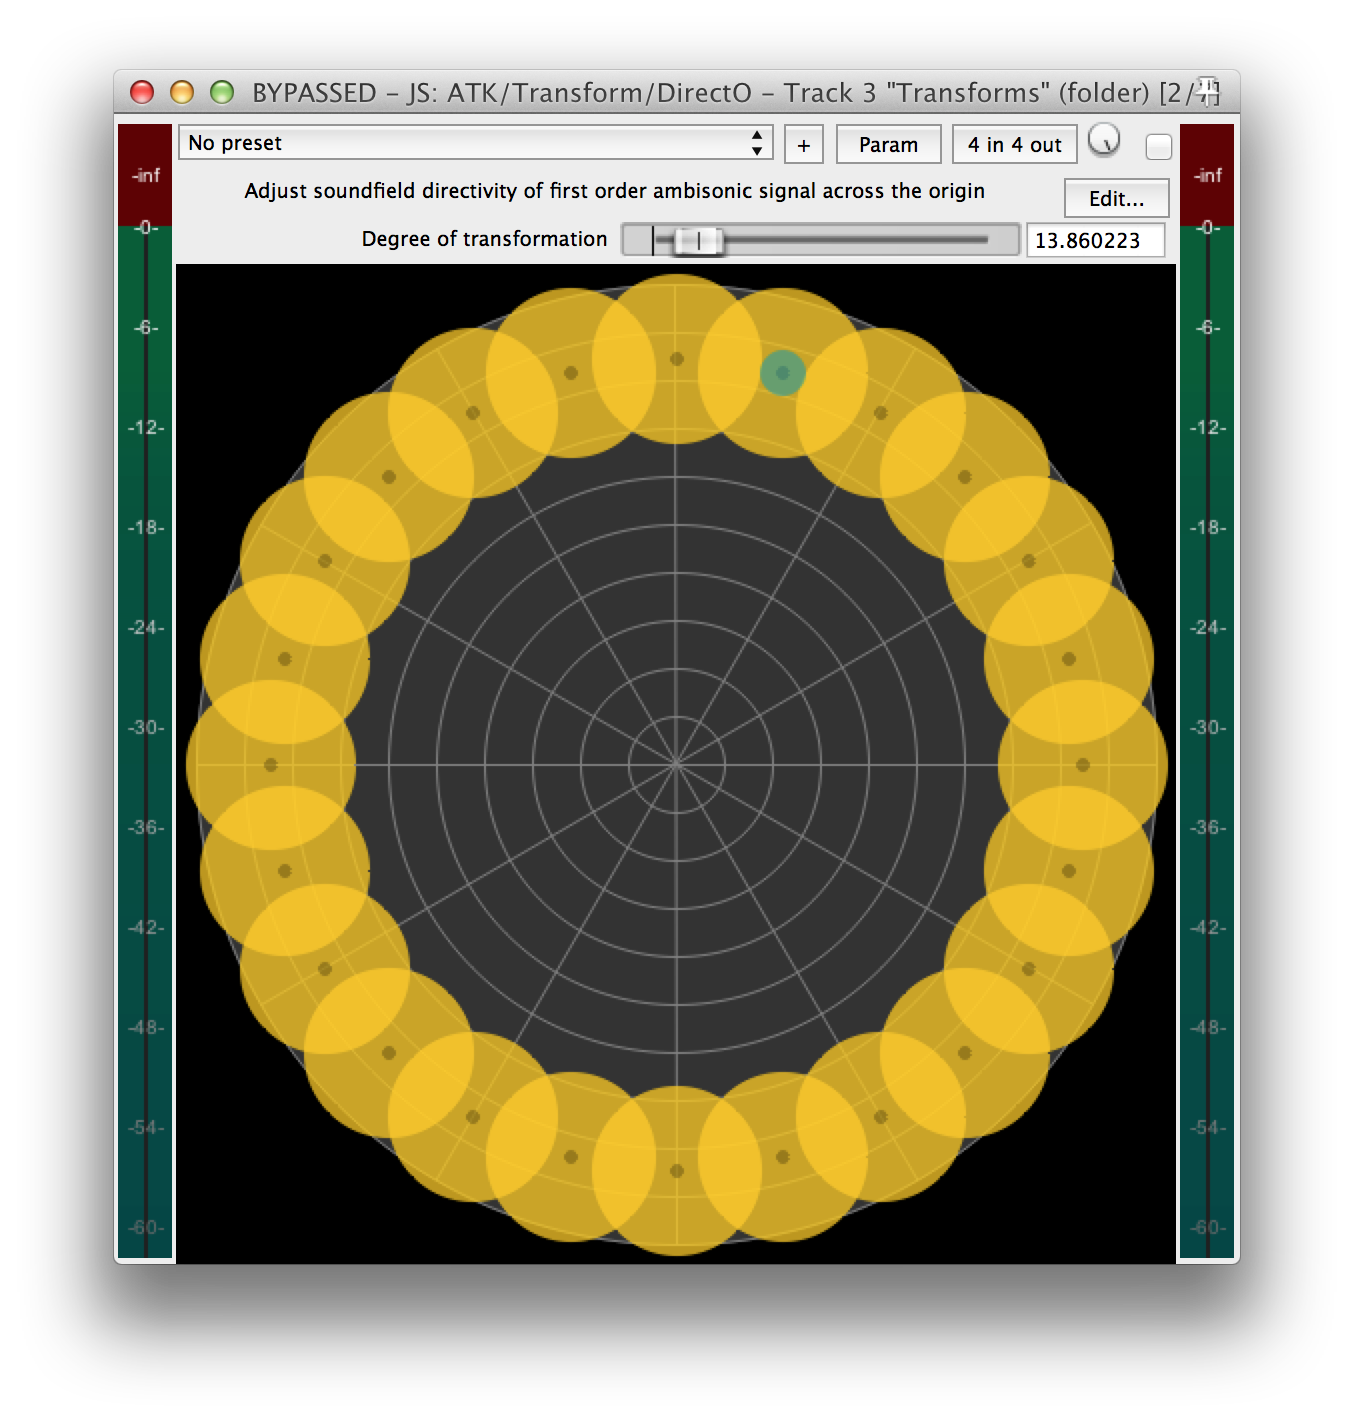 BYPASSED – JS: ATK/Transform/DirectO – Track 3 "Transforms" (folder) [2/
No preset
+
Param
4 in 4 out
Adjust soundfield directivity of first order ambisonic signal across the origin
Edit...
Degree of transformation
13.860223
-inf
-0-
-6-
-12-
-18-
-24-
-30-
-36-
-42-
-48-
-54-
-60-
-inf
-0-
-6-
-12-
-18-
-24-
-30-
-36-
-42-
-48-
-54-
-60-